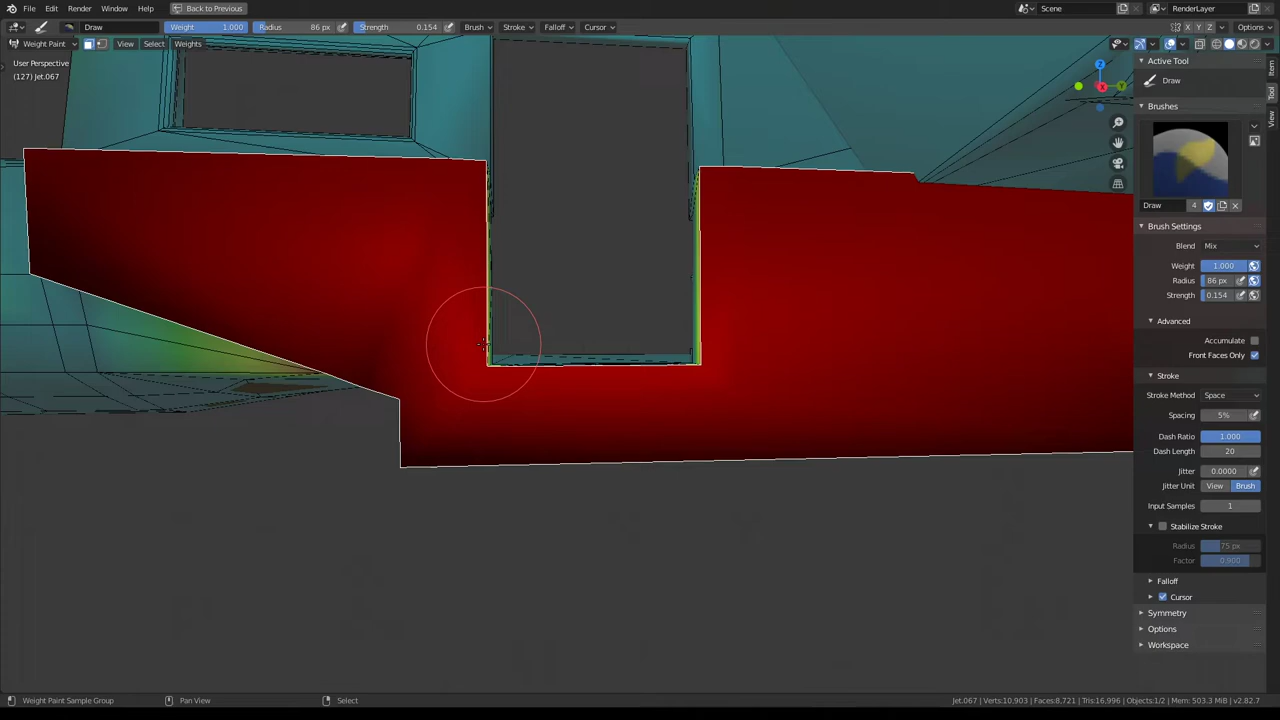 File Edit Render Window Help Back to Previous Scene RenderLayer
Draw Weight 1.000 Radius 86 px Strength 0.154 Brush Stroke Falloff Cursor X Y Z Options
Weight Paint View Select Weights
User Perspective
(127) Jet.067
Z
Y
X
Active Tool
Draw
Brushes
Draw 4
Brush Settings
Blend Mix
Weight 1.000
Radius 86 px
Strength 0.154
Advanced
Accumulate
Front Faces Only
Stroke
Stroke Method Space
Spacing 5%
Dash Ratio 1.000
Dash Length 20
Jitter 0.0000
Jitter Unit View Brush
Input Samples 1
Stabilize Stroke
Radius 75 px
Factor 0.900
Falloff
Cursor
Symmetry
Options
Workspace
Item
Tool
View
Weight Paint Sample Group Pan View Select Jet.067 | Verts:10,903 | Faces:8,721 | Tris:16,996 | Objects:1/2 | Mem: 503.3 MiB | v2.82.7